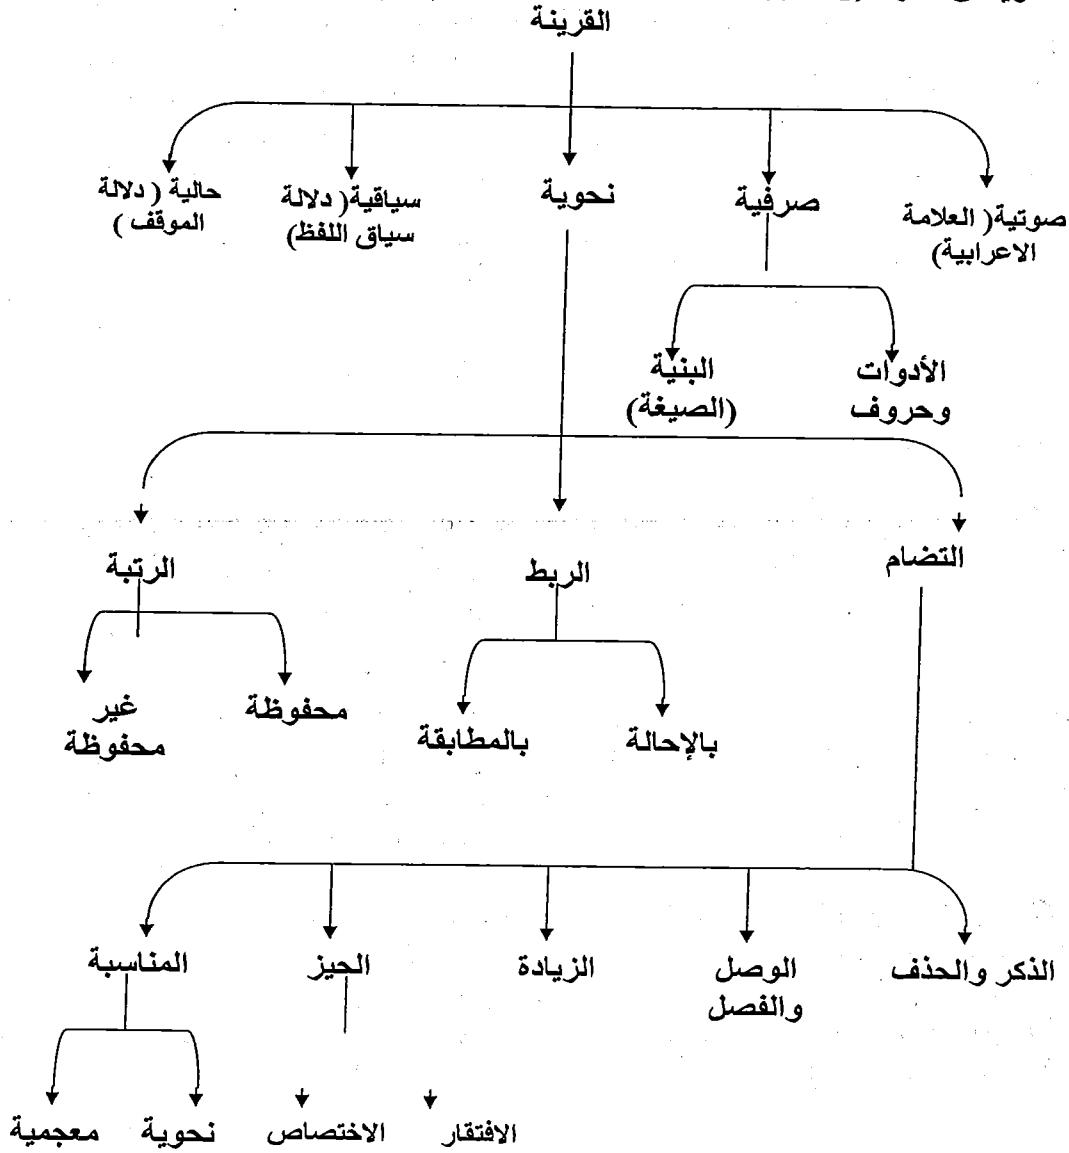 القرينة
صوتية( العلامة
الاعرابية)
صرفية
نحوية
سياقية( دلالة
سياق اللفظ)
حالية ( دلالة
الموقف )
الأدوات
وحروف
البنية
(الصيغة)
التضام
الربط
الرتبة
بالإحالة
بالمطابقة
محفوظة
غير
محفوظة
الذكر والحذف
الوصل
والفصل
الزيادة
الحيز
المناسبة
الافتقار
الاختصاص
نحوية
معجمية